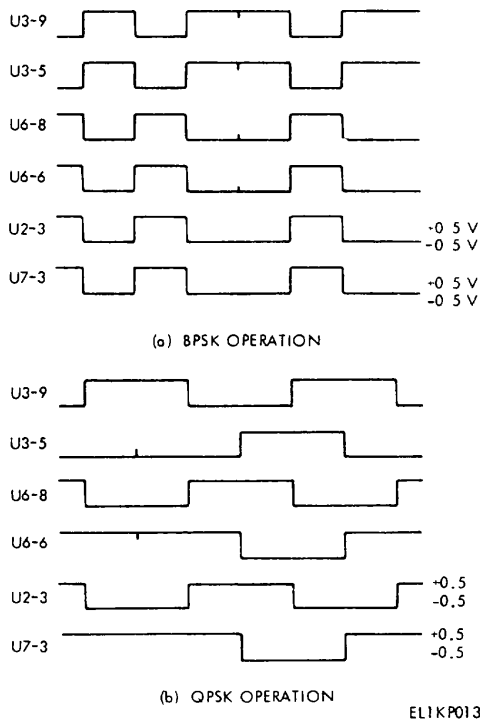 U3-9
U3-5
U6-8
U6-6
U2-3
+0 5 V
-0 5 V
U7-3
+0 5 V
-0 5 V
(a) BPSK OPERATION
U3-9
U3-5
U6-8
U6-6
U2-3
+0.5
-0.5
U7-3
+0.5
-0.5
(b) QPSK OPERATION
EL1KP013